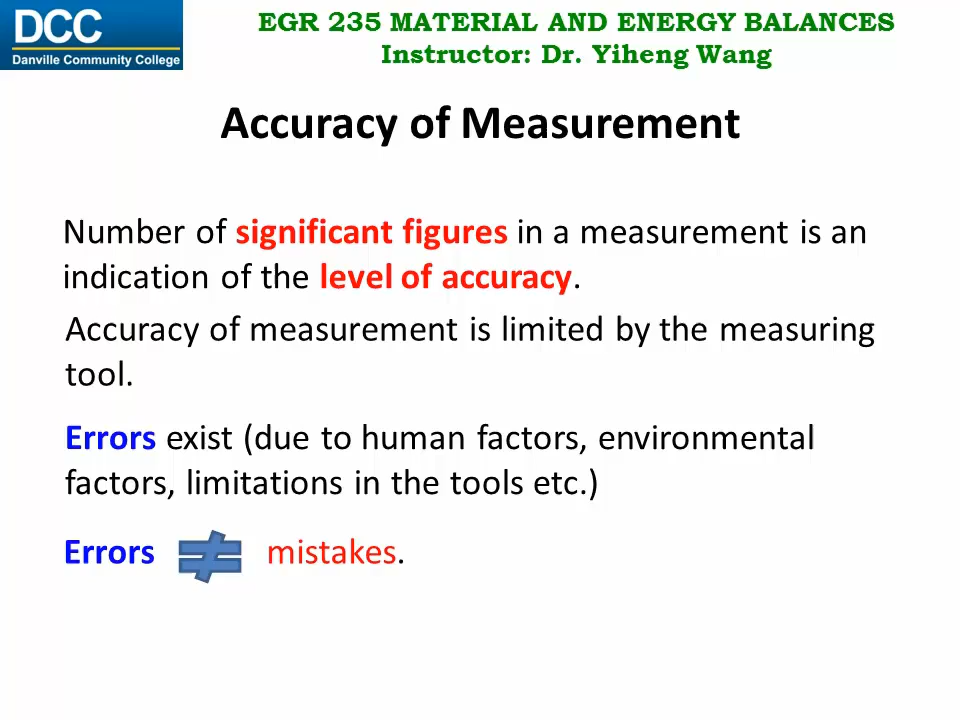 DCC
Danville Community College
EGR 235 MATERIAL AND ENERGY BALANCES
Instructor: Dr. Yiheng Wang
Accuracy of Measurement
Number of significant figures in a measurement is an
indication of the level of accuracy.
Accuracy of measurement is limited by the measuring
tool.
Errors exist (due to human factors, environmental
factors, limitations in the tools etc.)
Errors ≠ mistakes.